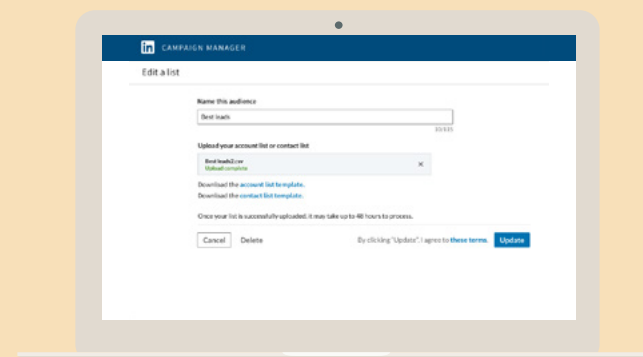 in CAMPAIGN MANAGER
Edit a list
Name this audience
Best leads
Upload your account list or contact list
Best leads2.csv
Upload complete
Download the account list template.
Download the contact list template.
Once your list is successfully uploaded, it may take up to 48 hours to process.
Cancel Delete By clicking "Update", I agree to these terms. Update